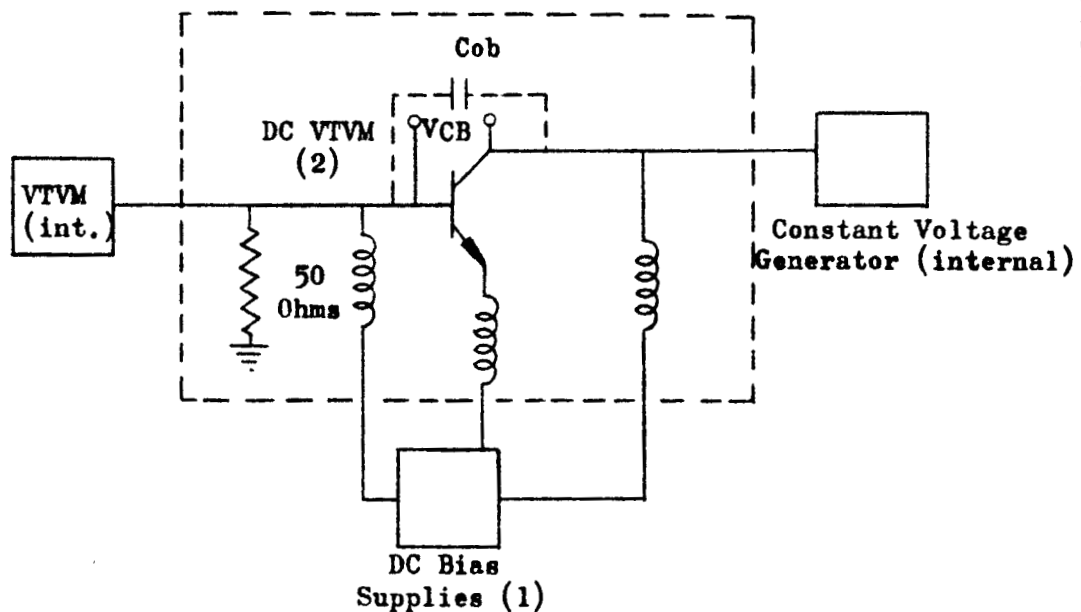 Cob
DC VTVM
(2)
VCB
VTVM
(int.)
50
Ohms
Constant Voltage
Generator (internal)
DC Bias
Supplies (1)